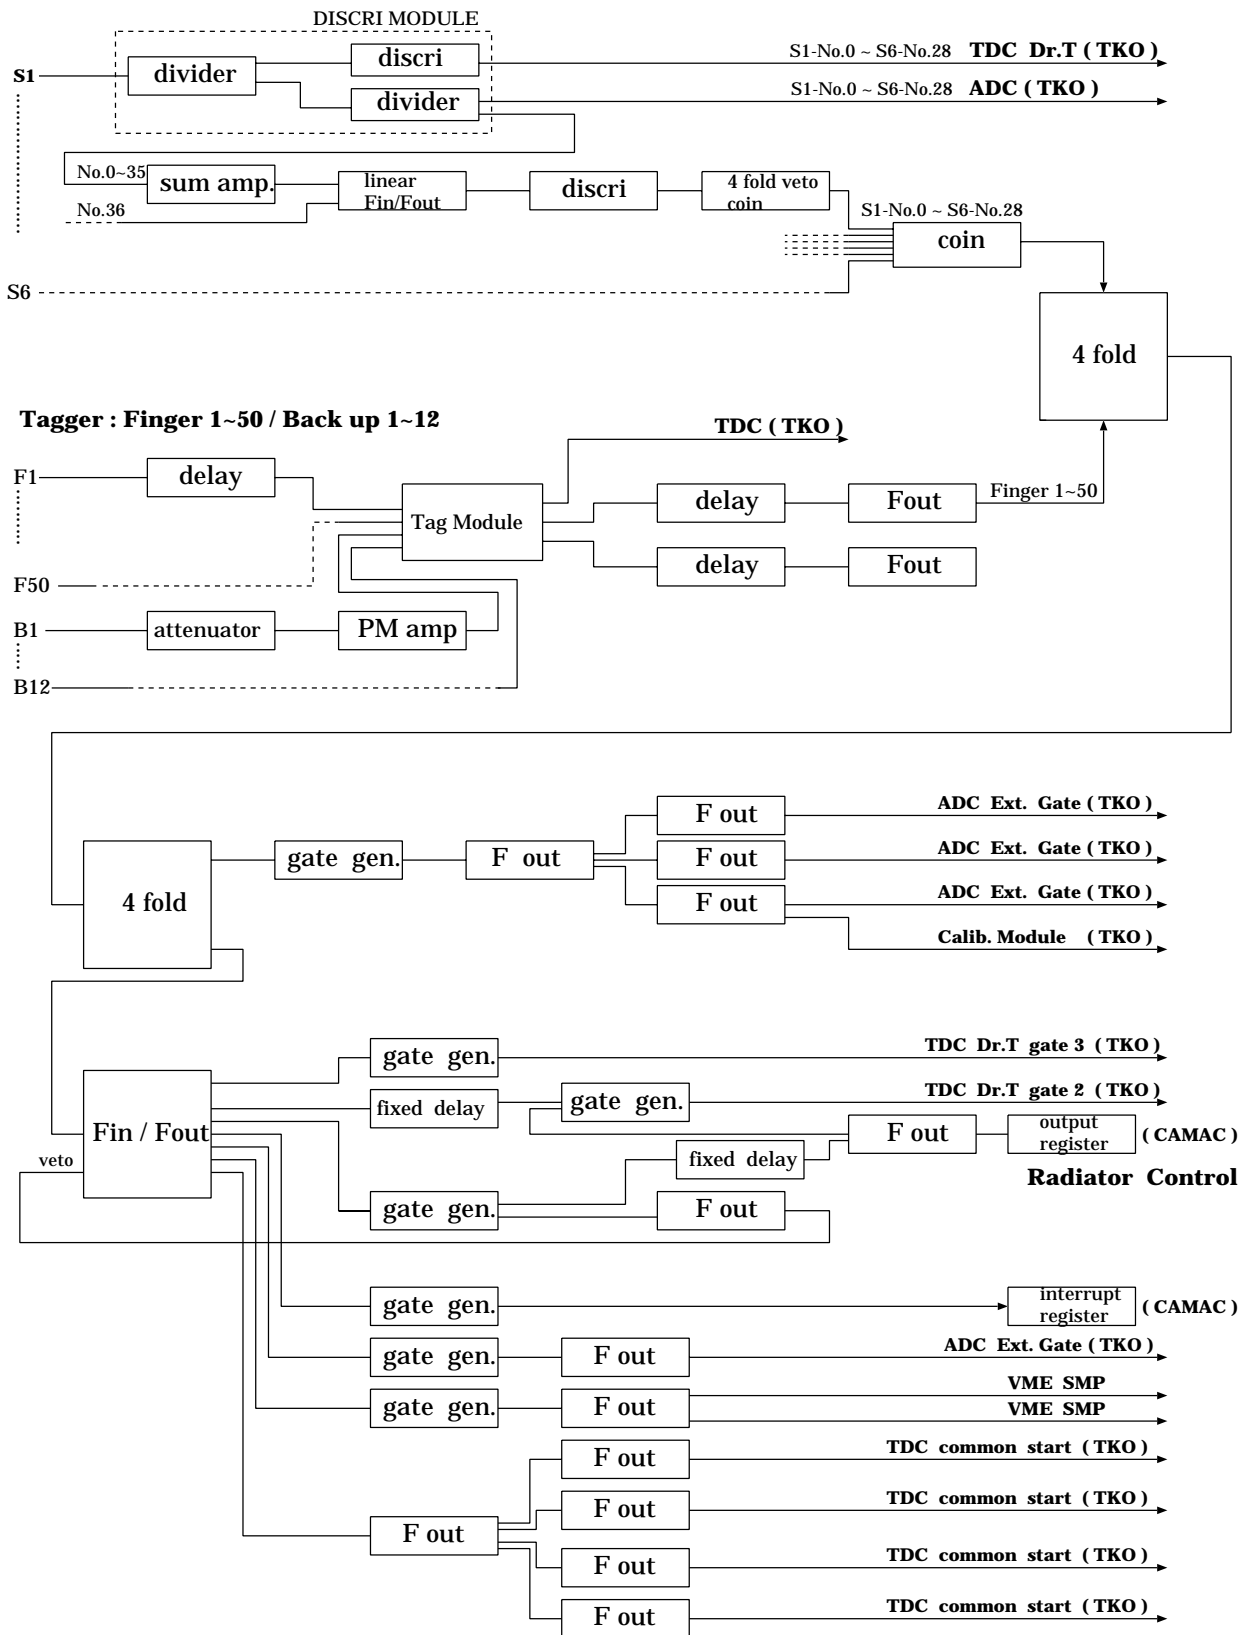 DISCRI MODULE
S1
divider
discri
divider
S1-No.0 ~ S6-No.28 TDC Dr.T ( TKO )
S1-No.0 ~ S6-No.28 ADC ( TKO )
No.0~35
sum amp.
linear
Fin/Fout
discri
4 fold veto
coin
No.36
S1-No.0 ~ S6-No.28
coin
S6
4 fold
Tagger : Finger 1~50 / Back up 1~12
TDC ( TKO )
F1
delay
Tag Module
delay
Fout
Finger 1~50
delay
Fout
F50
B1
attenuator
PM amp
B12
4 fold
gate gen.
F out
F out
ADC Ext. Gate ( TKO )
F out
ADC Ext. Gate ( TKO )
F out
ADC Ext. Gate ( TKO )
Calib. Module ( TKO )
Fin / Fout
veto
gate gen.
TDC Dr.T gate 3 ( TKO )
fixed delay
gate gen.
TDC Dr.T gate 2 ( TKO )
F out
output
register
( CAMAC )
fixed delay
Radiator Control
gate gen.
F out
gate gen.
interrupt
register
( CAMAC )
gate gen.
F out
ADC Ext. Gate ( TKO )
gate gen.
F out
VME SMP
VME SMP
F out
F out
TDC common start ( TKO )
F out
TDC common start ( TKO )
F out
TDC common start ( TKO )
F out
TDC common start ( TKO )